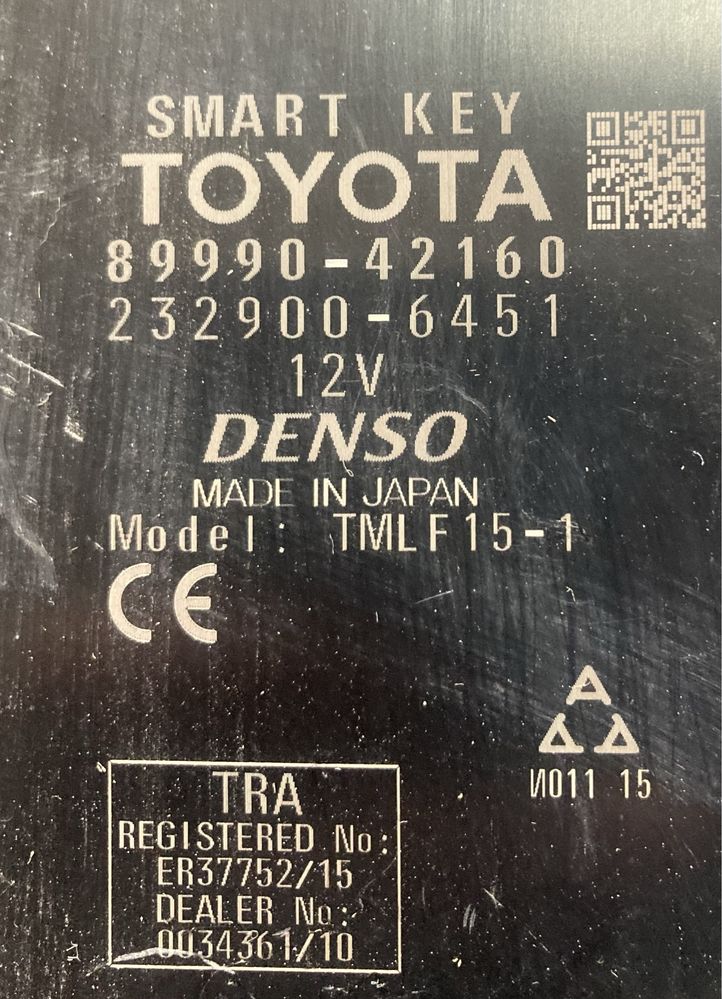 SMART KEY
TOYOTA
89990-42160
232900-6451
12V
DENSO
MADE IN JAPAN
Model: TMLF15-1
CE
И011 15
TRA
REGISTERED No:
ER37752/15
DEALER No:
0034361/10